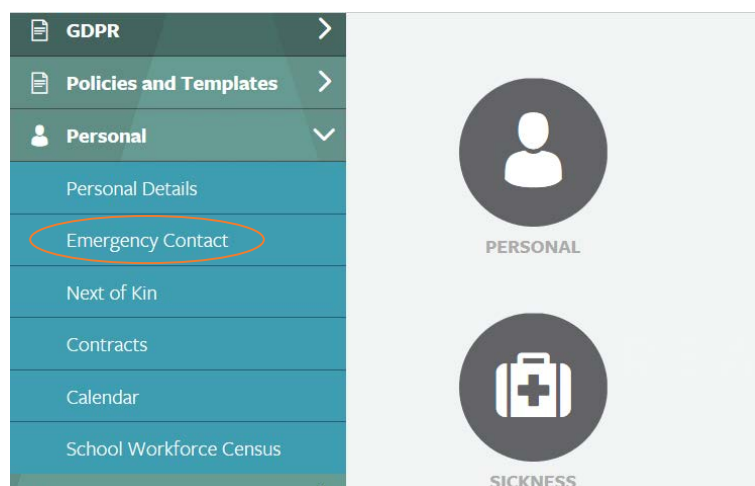 GDPR
Policies and Templates
Personal
Personal Details
Emergency Contact
Next of Kin
Contracts
Calendar
School Workforce Census
PERSONAL
SICKNESS